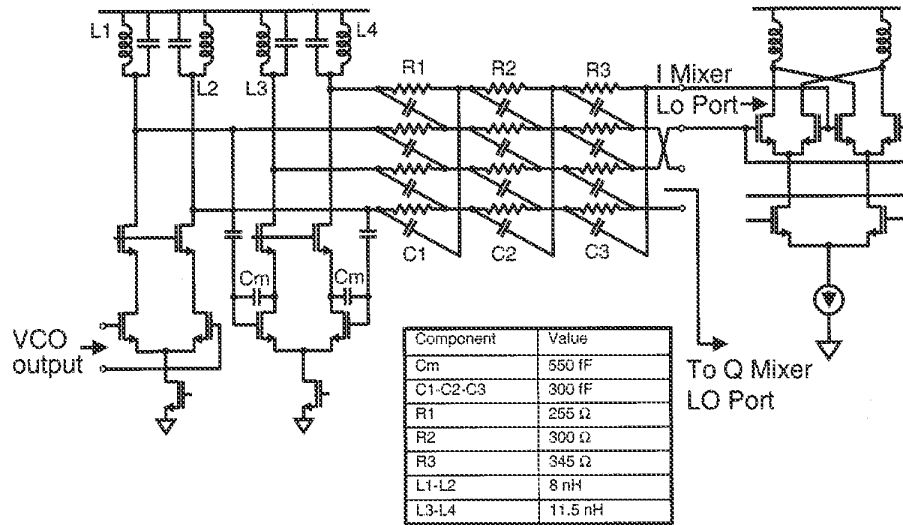 L1
L4
L2
L3
R1
R2
R3
I Mixer
Lo Port
C1
C2
C3
Cm
Cm
VCO
output
Component Value
Cm 550 fF
C1-C2-C3 300 fF
R1 255 Ω
R2 300 Ω
R3 345 Ω
L1-L2 8 nH
L3-L4 11.5 nH
To Q Mixer
LO Port